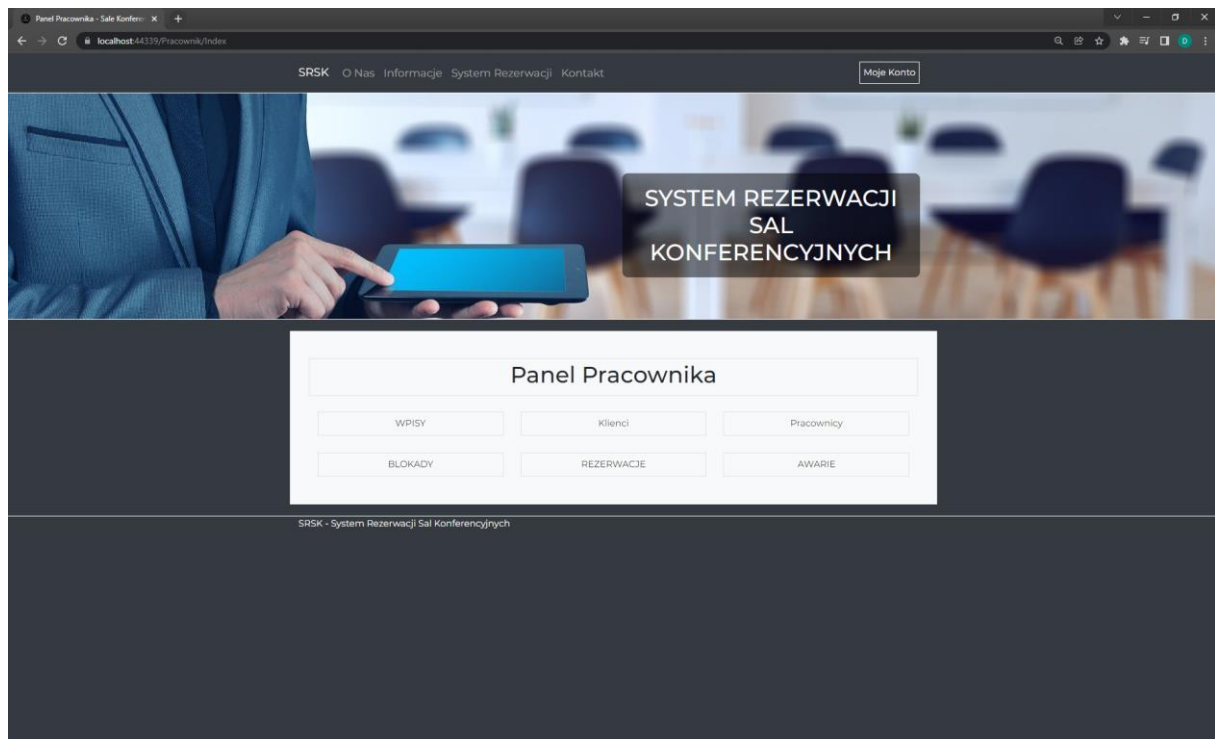 Panel Pracownika - Sale Konferen
localhost:44339/Pracownik/Index
D
SRSK O Nas Informacje System Rezerwacji Kontakt Moje Konto
SYSTEM REZERWACJI
SAL
KONFERENCYJNYCH
Panel Pracownika
WPISY Klienci Pracownicy
BLOKADY REZERWACJE AWARIE
SRSK - System Rezerwacji Sal Konferencyjnych